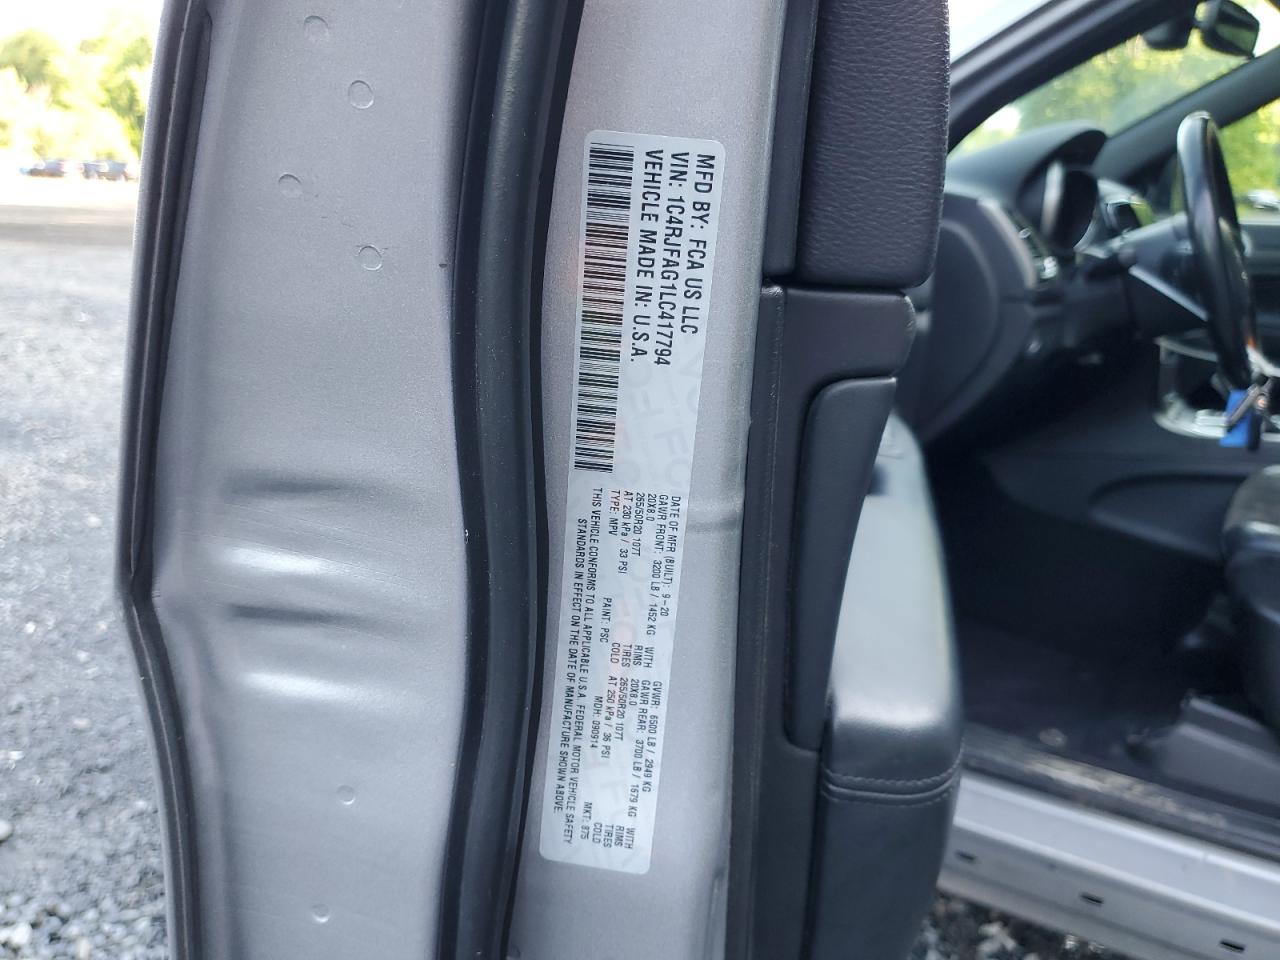 MFD BY: FCA US LLC
VIN: 1C4RJFAG1LC417794
VEHICLE MADE IN: U.S.A.
DATE OF MFR (BUILT): 9-20 GVWR: 6500 LB / 2949 KG
GAWR FRONT: 3200 LB / 1452 KG WITH GAWR REAR: 3700 LB / 1679 KG WITH
20X8.0 RIMS 20X8.0 RIMS
265/50R20 107T TIRES 265/50R20 107T TIRES
AT 230 kPa / 33 PSI COLD AT 250 kPa / 36 PSI COLD
TYPE: MPV PAINT: PSC MDH: 090914 MKT: 875
THIS VEHICLE CONFORMS TO ALL APPLICABLE U.S.A. FEDERAL MOTOR VEHICLE SAFETY
STANDARDS IN EFFECT ON THE DATE OF MANUFACTURE SHOWN ABOVE.